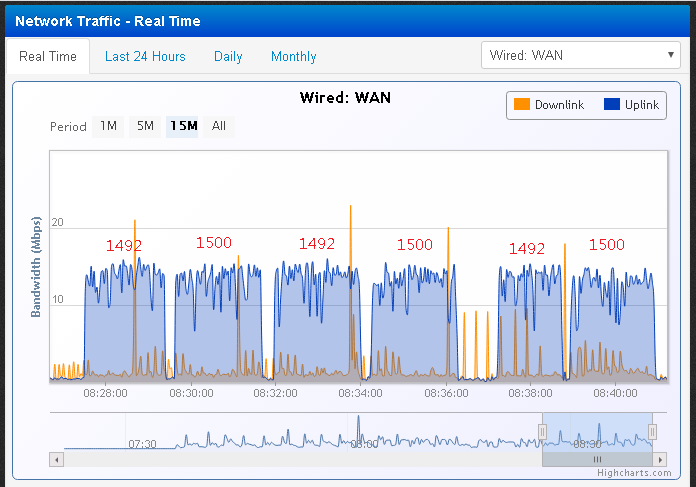 Network Traffic - Real Time
Real Time Last 24 Hours Daily Monthly Wired: WAN
Wired: WAN
Downlink Uplink
Period 1M 5M 15M All
Bandwidth (Mbps)
20
10
1492 1500 1492 1500 1492 1500
08:28:00 08:30:00 08:32:00 08:34:00 08:36:00 08:38:00 08:40:00
07:30 08:00 08:30
Highcharts.com